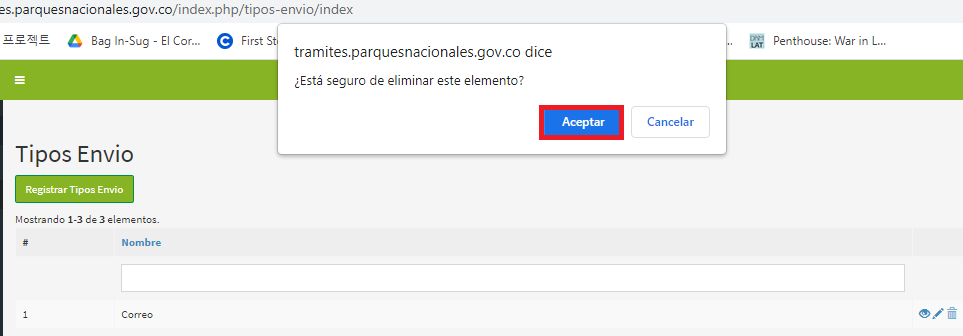 es.parquesnacionales.gov.co/index.php/tipos-envio/index
프로젝트 Bag In-Sug - El Cor... First Ste ... Penthouse: War in L...
tramites.parquesnacionales.gov.co dice
¿Está seguro de eliminar este elemento?
Aceptar Cancelar
Tipos Envio
Registrar Tipos Envio
Mostrando 1-3 de 3 elementos.
# Nombre
1 Correo